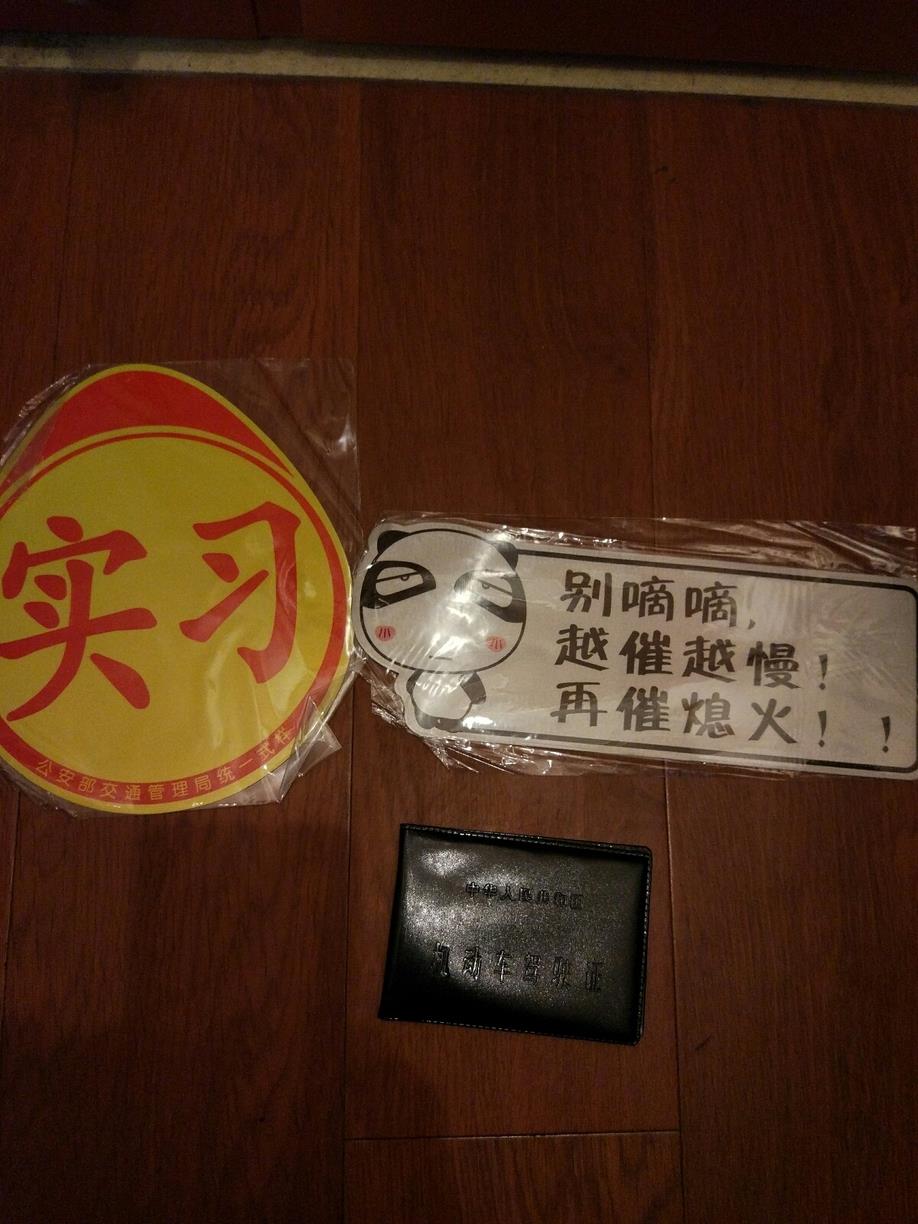 实习
公安部交通管理局统一式样
别嘀嘀,
越催越慢!
再催熄火!!
中华人民共和国
机动车驾驶证